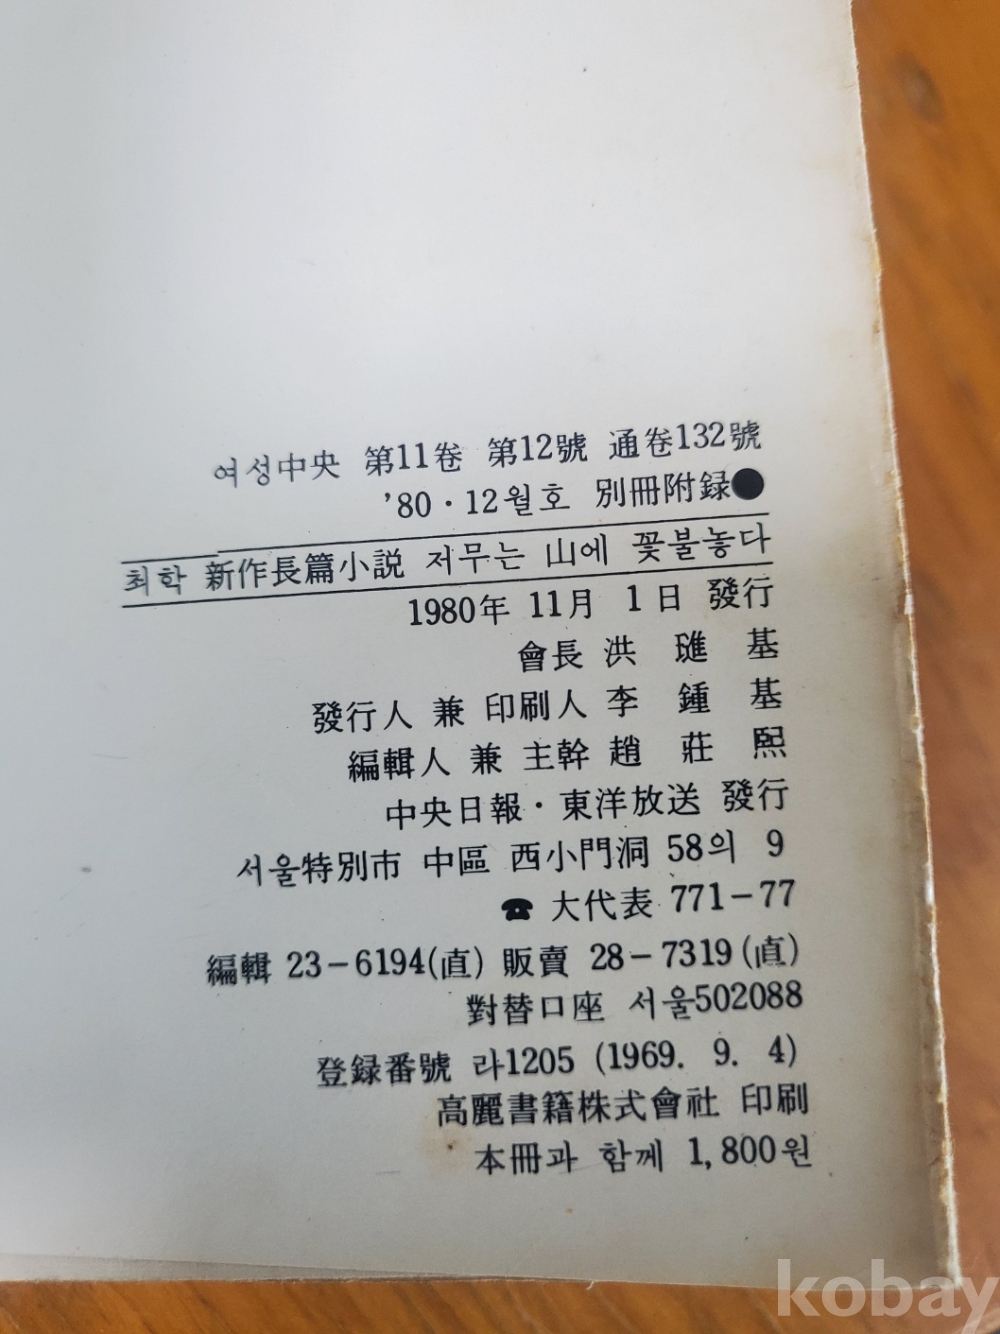 여성中央 第11卷 第12號 通卷132號
’80·12월호 別冊附録●
최학 新作長篇小説 저무는 山에 꽃불놓다
1980年 11月 1日 發行
會長 洪 璡 基
發行人 兼 印刷人 李 鍾 基
編輯人 兼 主幹 趙 莊 熙
中央日報·東洋放送 發行
서울特別市 中區 西小門洞 58의 9
☎ 大代表 771-77
編輯 23-6194(直) 販賣 28-7319(直)
對替口座 서울502088
登録番號 라1205 (1969. 9. 4)
高麗書籍株式會社 印刷
本冊과 함께 1,800원
kobay